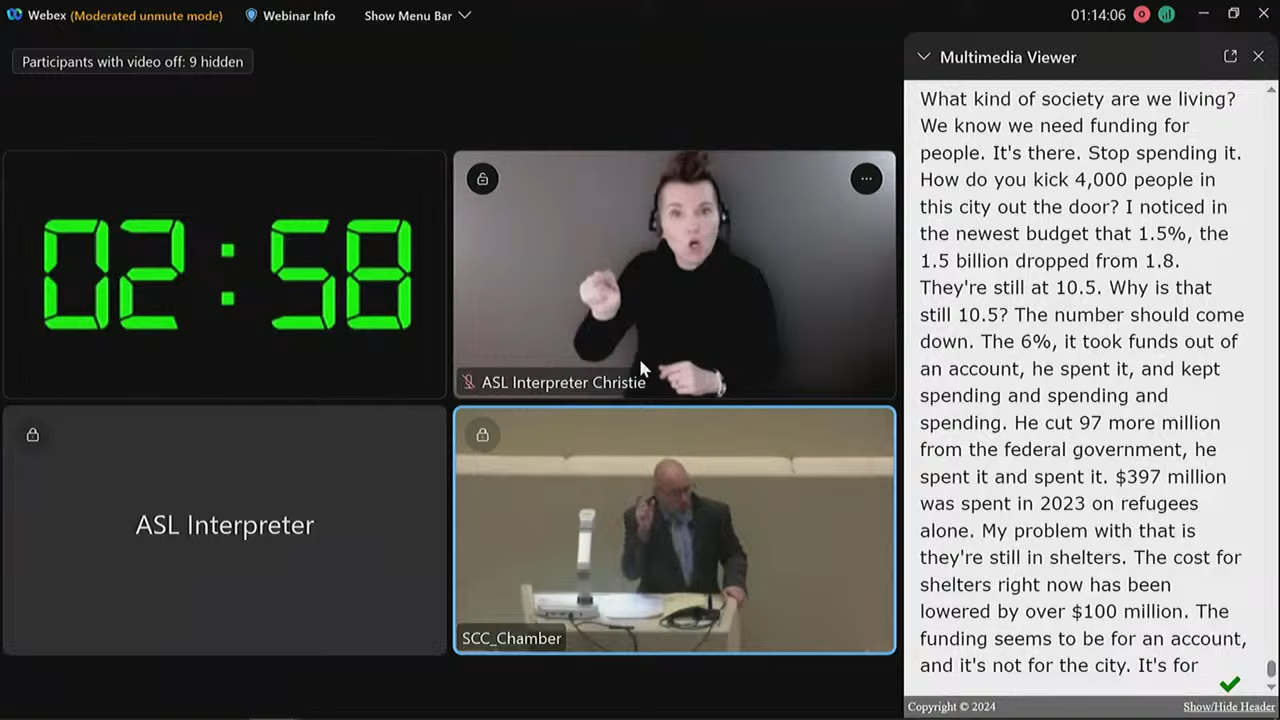 Webex (Moderated unmute mode) Webinar Info Show Menu Bar 01:14:06
Participants with video off: 9 hidden
02:58
ASL Interpreter Christie
ASL Interpreter
SCC_Chamber
Multimedia Viewer
What kind of society are we living?
We know we need funding for
people. It's there. Stop spending it.
How do you kick 4,000 people in
this city out the door? I noticed in
the newest budget that 1.5%, the
1.5 billion dropped from 1.8.
They're still at 10.5. Why is that
still 10.5? The number should come
down. The 6%, it took funds out of
an account, he spent it, and kept
spending and spending and
spending. He cut 97 more million
from the federal government, he
spent it and spent it. $397 million
was spent in 2023 on refugees
alone. My problem with that is
they're still in shelters. The cost for
shelters right now has been
lowered by over $100 million. The
funding seems to be for an account,
and it's not for the city. It's for
Copyright © 2024 Show/Hide Header